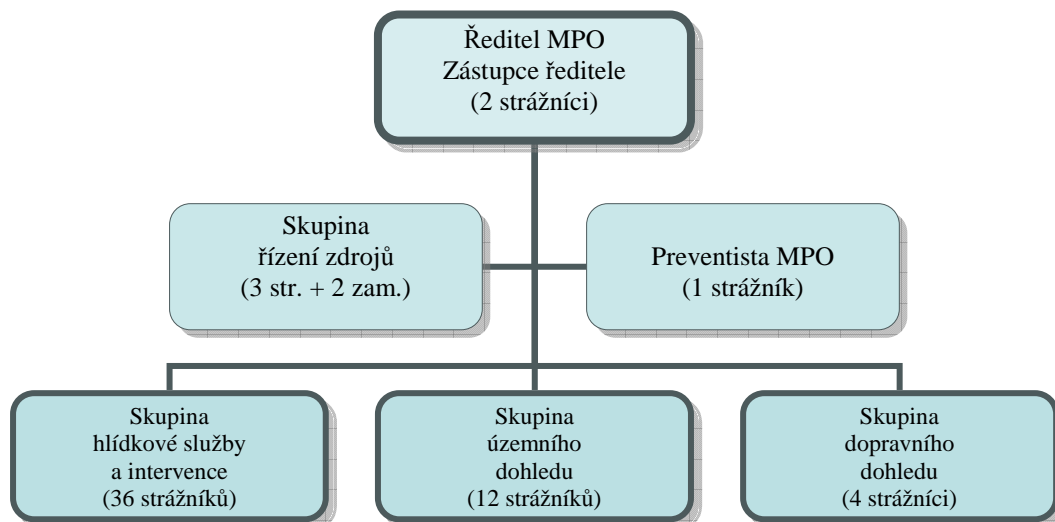 Ředitel MPO
Zástupce ředitele
(2 strážníci)
Skupina
řízení zdrojů
(3 str. + 2 zam.)
Preventista MPO
(1 strážník)
Skupina
hlídkové služby
a intervence
(36 strážníků)
Skupina
územního
dohledu
(12 strážníků)
Skupina
dopravního
dohledu
(4 strážníci)